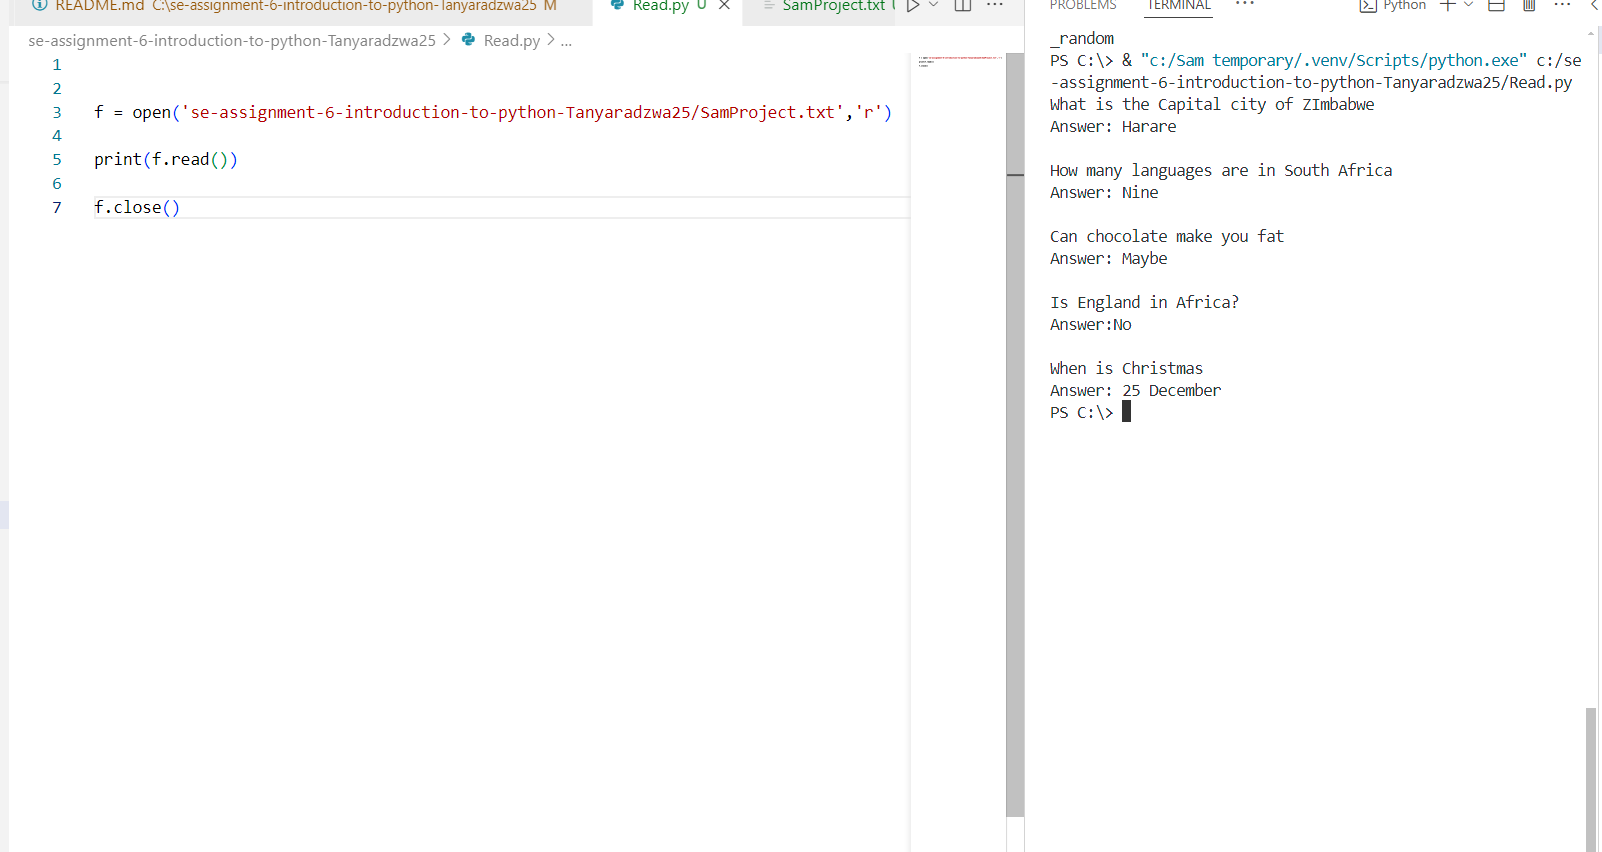 README.md C:\se-assignment-6-introduction-to-python-Tanyaradzwa25 M
Read.py U
SamProject.txt
se-assignment-6-introduction-to-python-Tanyaradzwa25 > Read.py > ...
1
2
3 f = open('se-assignment-6-introduction-to-python-Tanyaradzwa25/SamProject.txt','r')
4
5 print(f.read())
6
7 f.close()
PROBLEMS TERMINAL ... Python
_random
PS C:\> & "c:/Sam temporary/.venv/Scripts/python.exe" c:/se
-assignment-6-introduction-to-python-Tanyaradzwa25/Read.py
What is the Capital city of ZImbabwe
Answer: Harare
How many languages are in South Africa
Answer: Nine
Can chocolate make you fat
Answer: Maybe
Is England in Africa?
Answer:No
When is Christmas
Answer: 25 December
PS C:\>